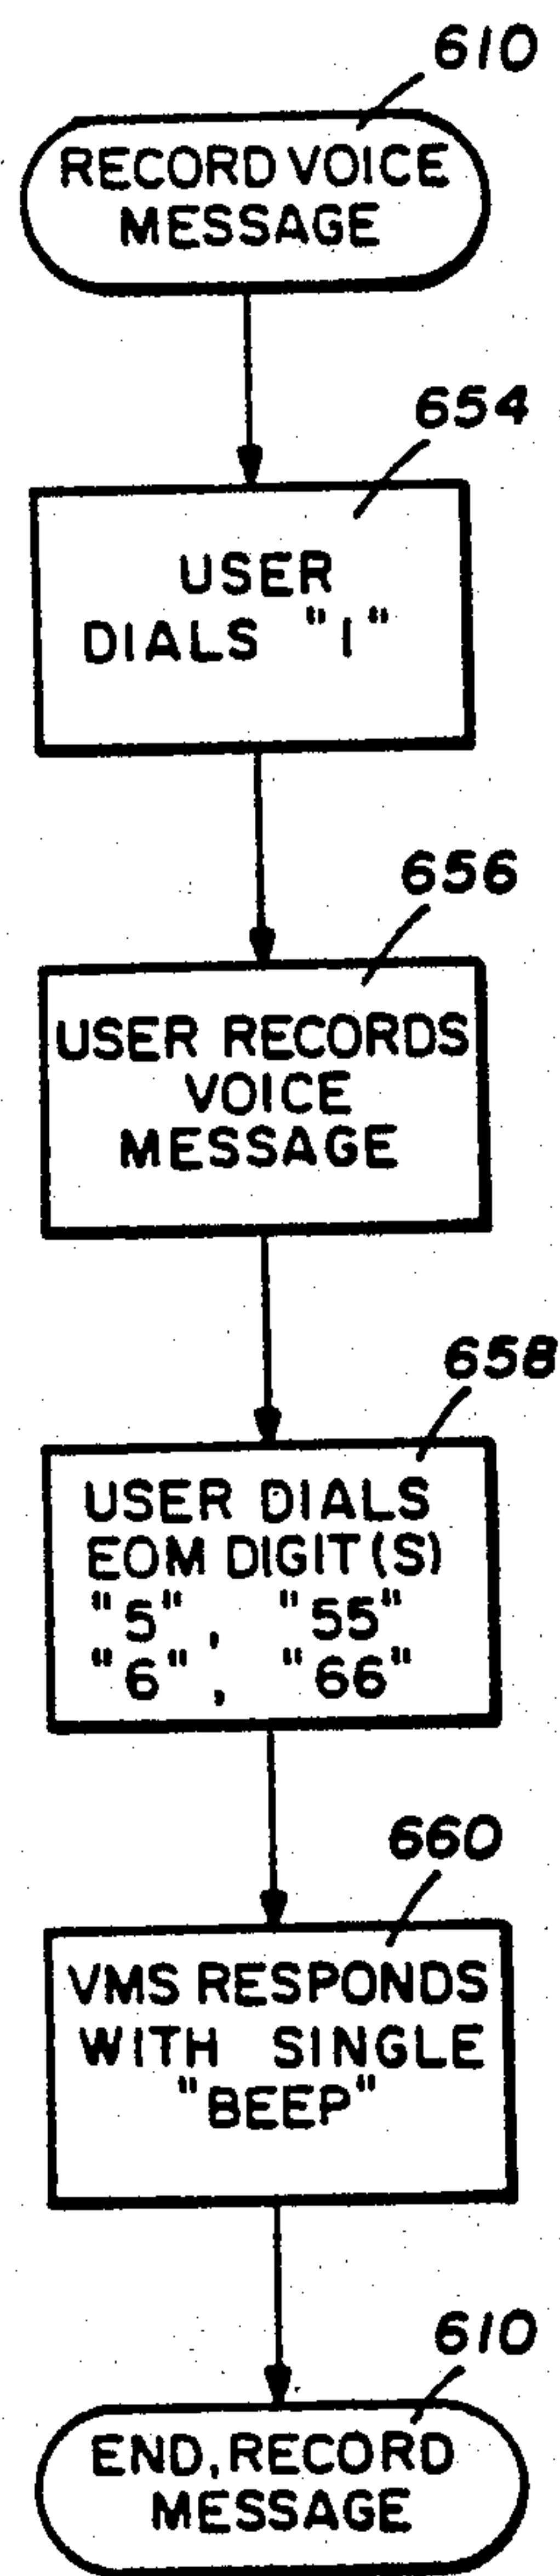 610
RECORD VOICE
MESSAGE
654
USER
DIALS "1"
656
USER RECORDS
VOICE
MESSAGE
658
USER DIALS
EOM DIGIT(S)
"5", "55"
"6", "66"
660
VMS RESPONDS
WITH SINGLE
"BEEP"
610
END, RECORD
MESSAGE